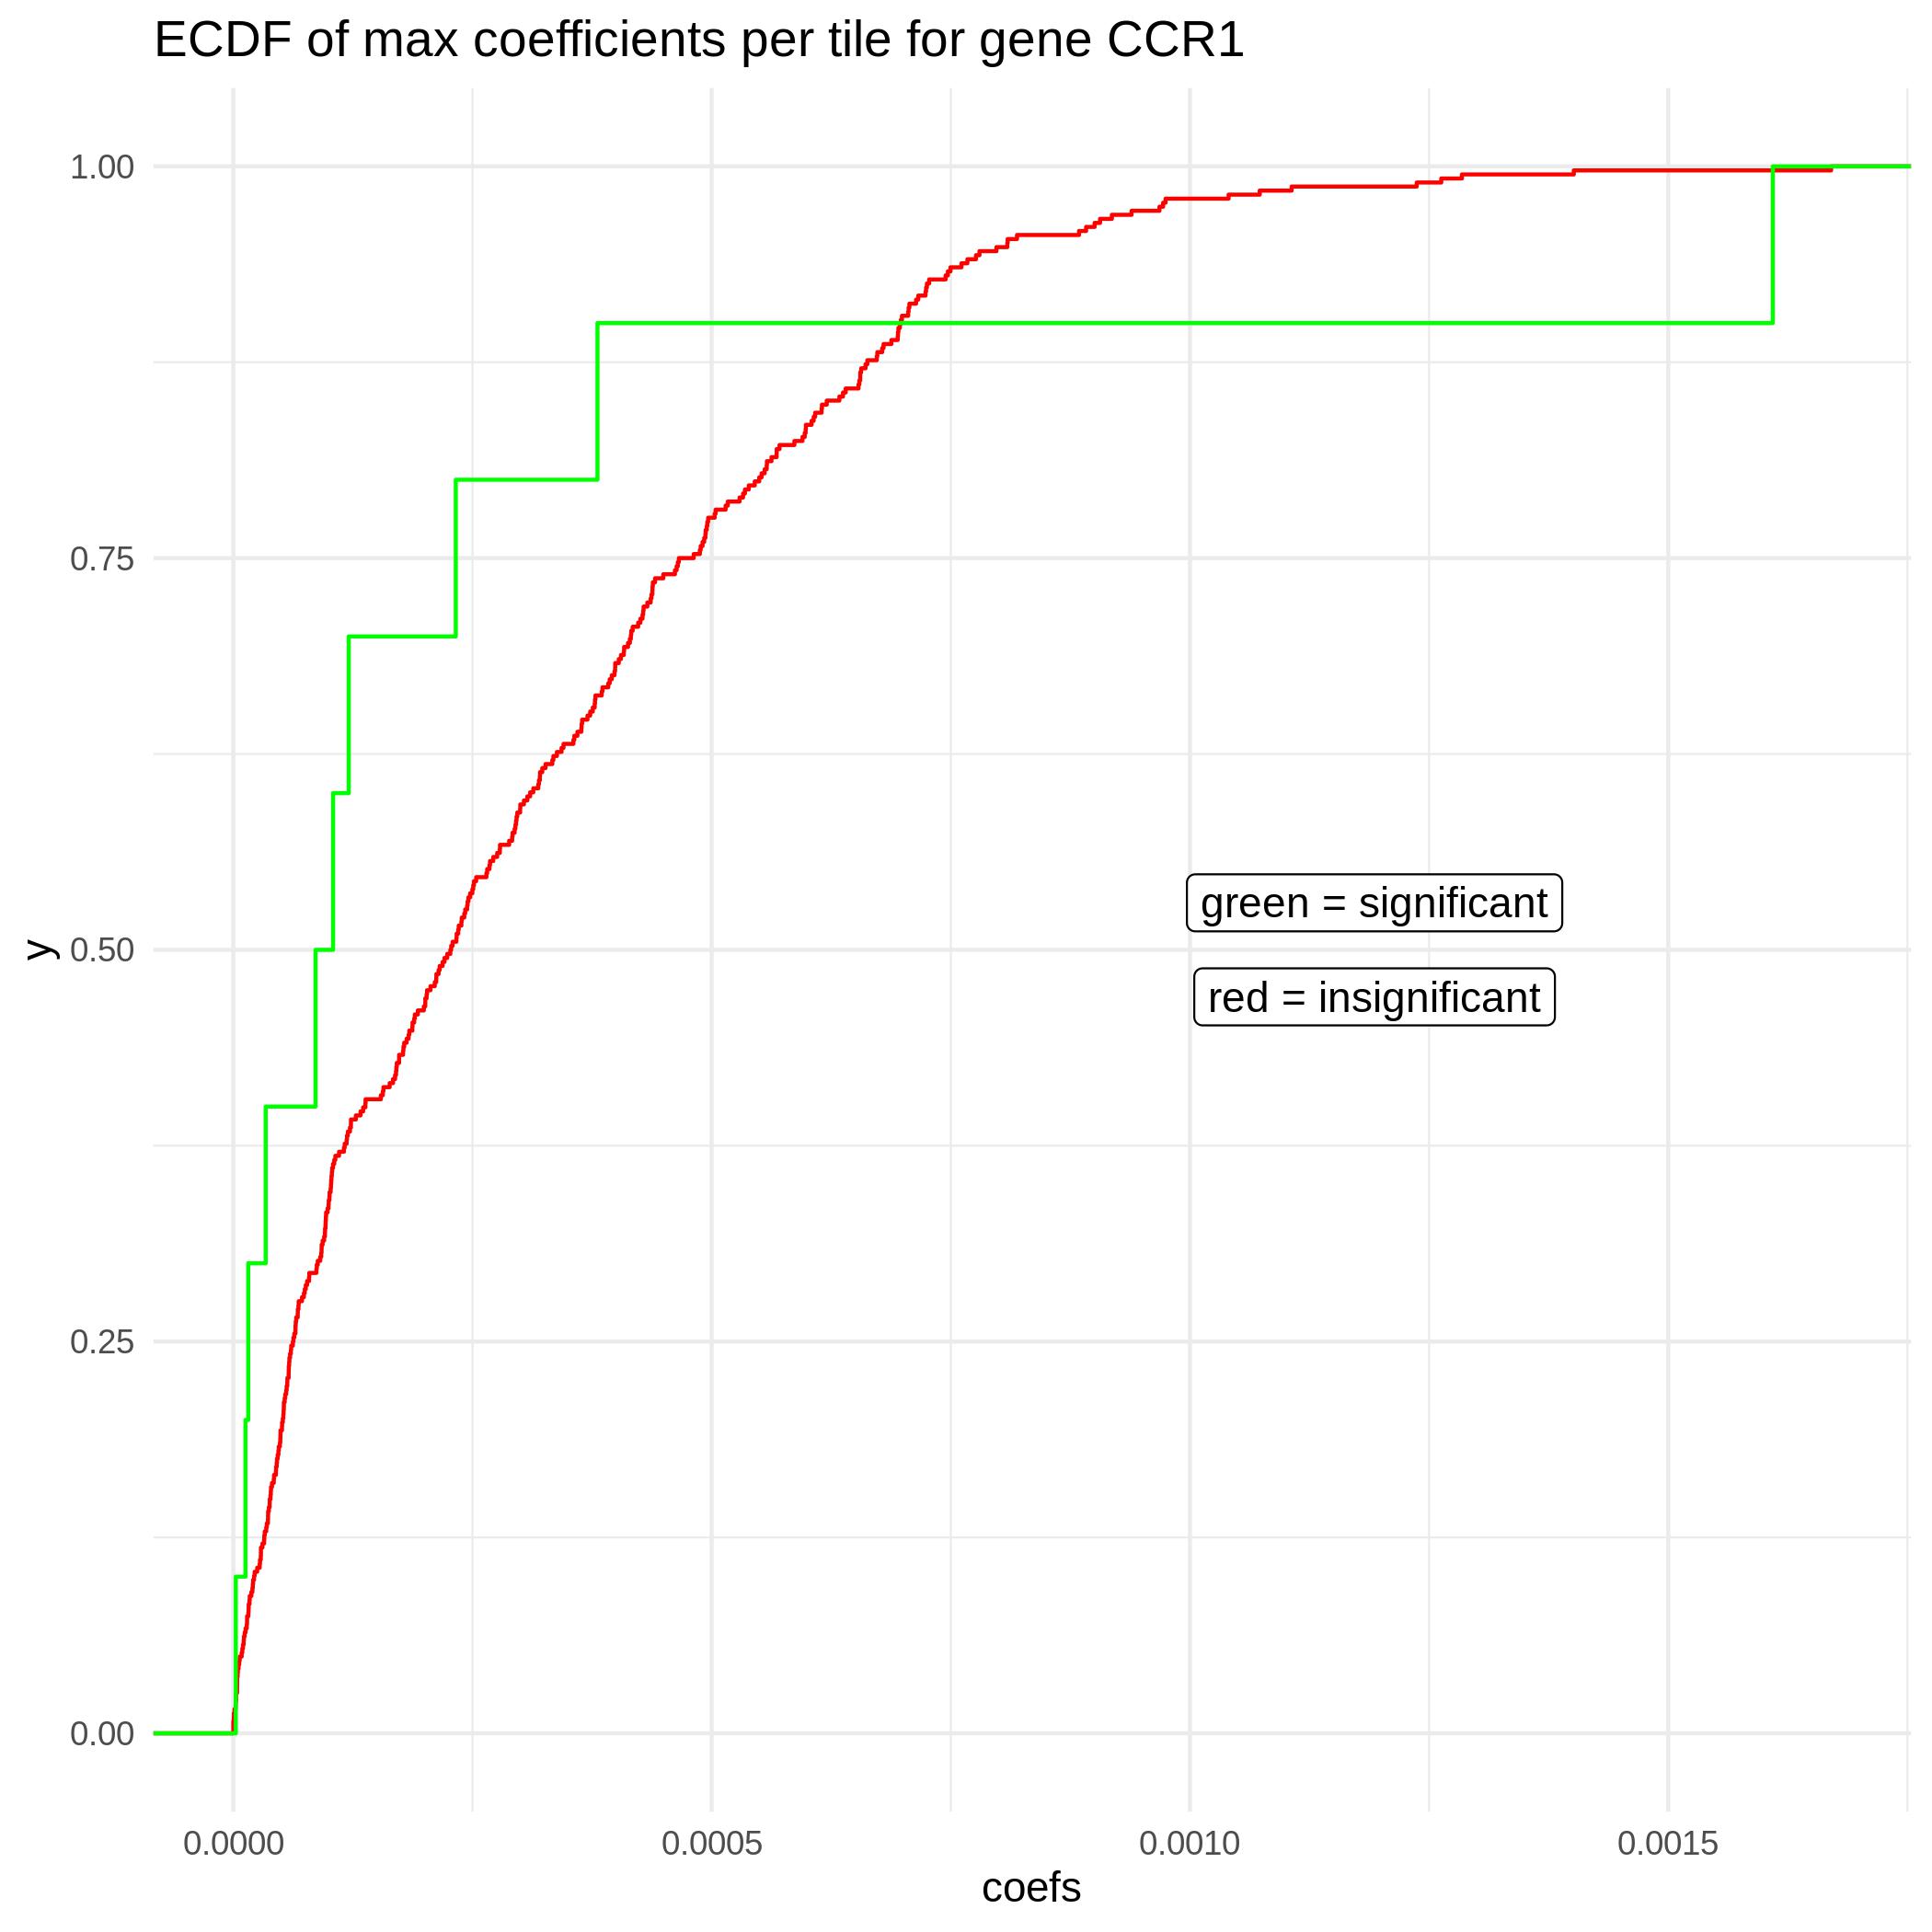 ECDF of max coefficients per tile for gene CCR1
1.00
0.75
0.50
0.25
0.00
y
green = significant
red = insignificant
0.0000 0.0005 0.0010 0.0015
coefs